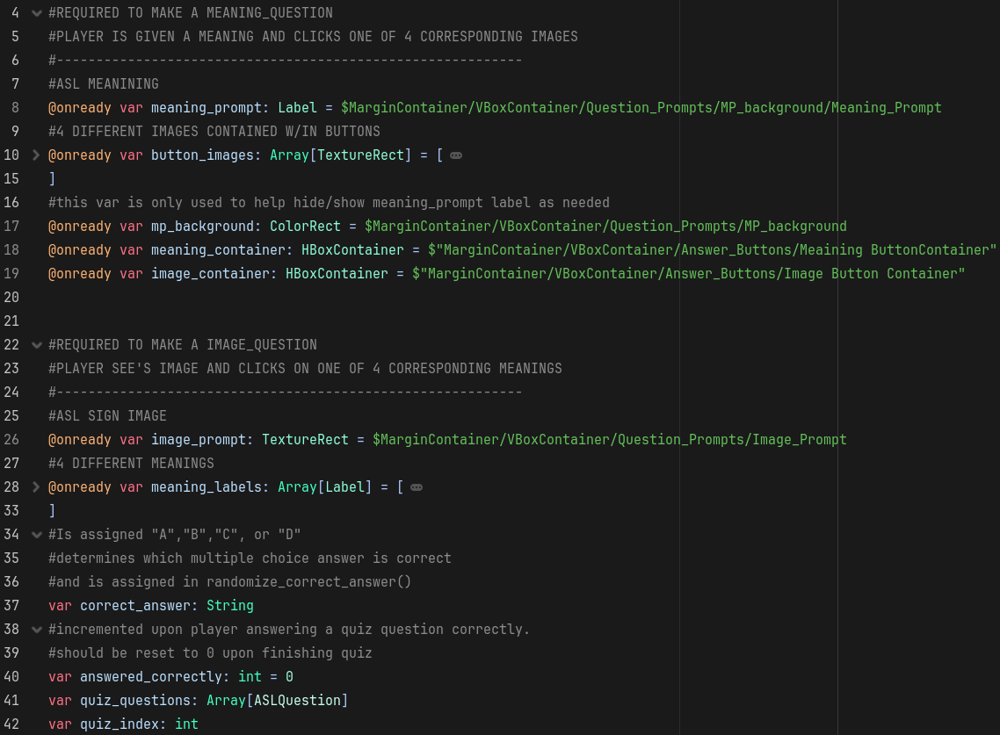 4 #REQUIRED TO MAKE A MEANING_QUESTION
5 #PLAYER IS GIVEN A MEANING AND CLICKS ONE OF 4 CORRESPONDING IMAGES
6 #-----------------------------------------------------------
7 #ASL MEANINING
8 @onready var meaning_prompt: Label = $MarginContainer/VBoxContainer/Question_Prompts/MP_background/Meaning_Prompt
9 #4 DIFFERENT IMAGES CONTAINED W/IN BUTTONS
10 @onready var button_images: Array[TextureRect] = [
15 ]
16 #this var is only used to help hide/show meaning_prompt label as needed
17 @onready var mp_background: ColorRect = $MarginContainer/VBoxContainer/Question_Prompts/MP_background
18 @onready var meaning_container: HBoxContainer = $"MarginContainer/VBoxContainer/Answer_Buttons/Meaining ButtonContainer"
19 @onready var image_container: HBoxContainer = $"MarginContainer/VBoxContainer/Answer_Buttons/Image Button Container"
20
21
22 #REQUIRED TO MAKE A IMAGE_QUESTION
23 #PLAYER SEE'S IMAGE AND CLICKS ON ONE OF 4 CORRESPONDING MEANINGS
24 #-----------------------------------------------------------
25 #ASL SIGN IMAGE
26 @onready var image_prompt: TextureRect = $MarginContainer/VBoxContainer/Question_Prompts/Image_Prompt
27 #4 DIFFERENT MEANINGS
28 @onready var meaning_labels: Array[Label] = [
33 ]
34 #Is assigned "A","B","C", or "D"
35 #determines which multiple choice answer is correct
36 #and is assigned in randomize_correct_answer()
37 var correct_answer: String
38 #incremented upon player answering a quiz question correctly.
39 #should be reset to 0 upon finishing quiz
40 var answered_correctly: int = 0
41 var quiz_questions: Array[ASLQuestion]
42 var quiz_index: int